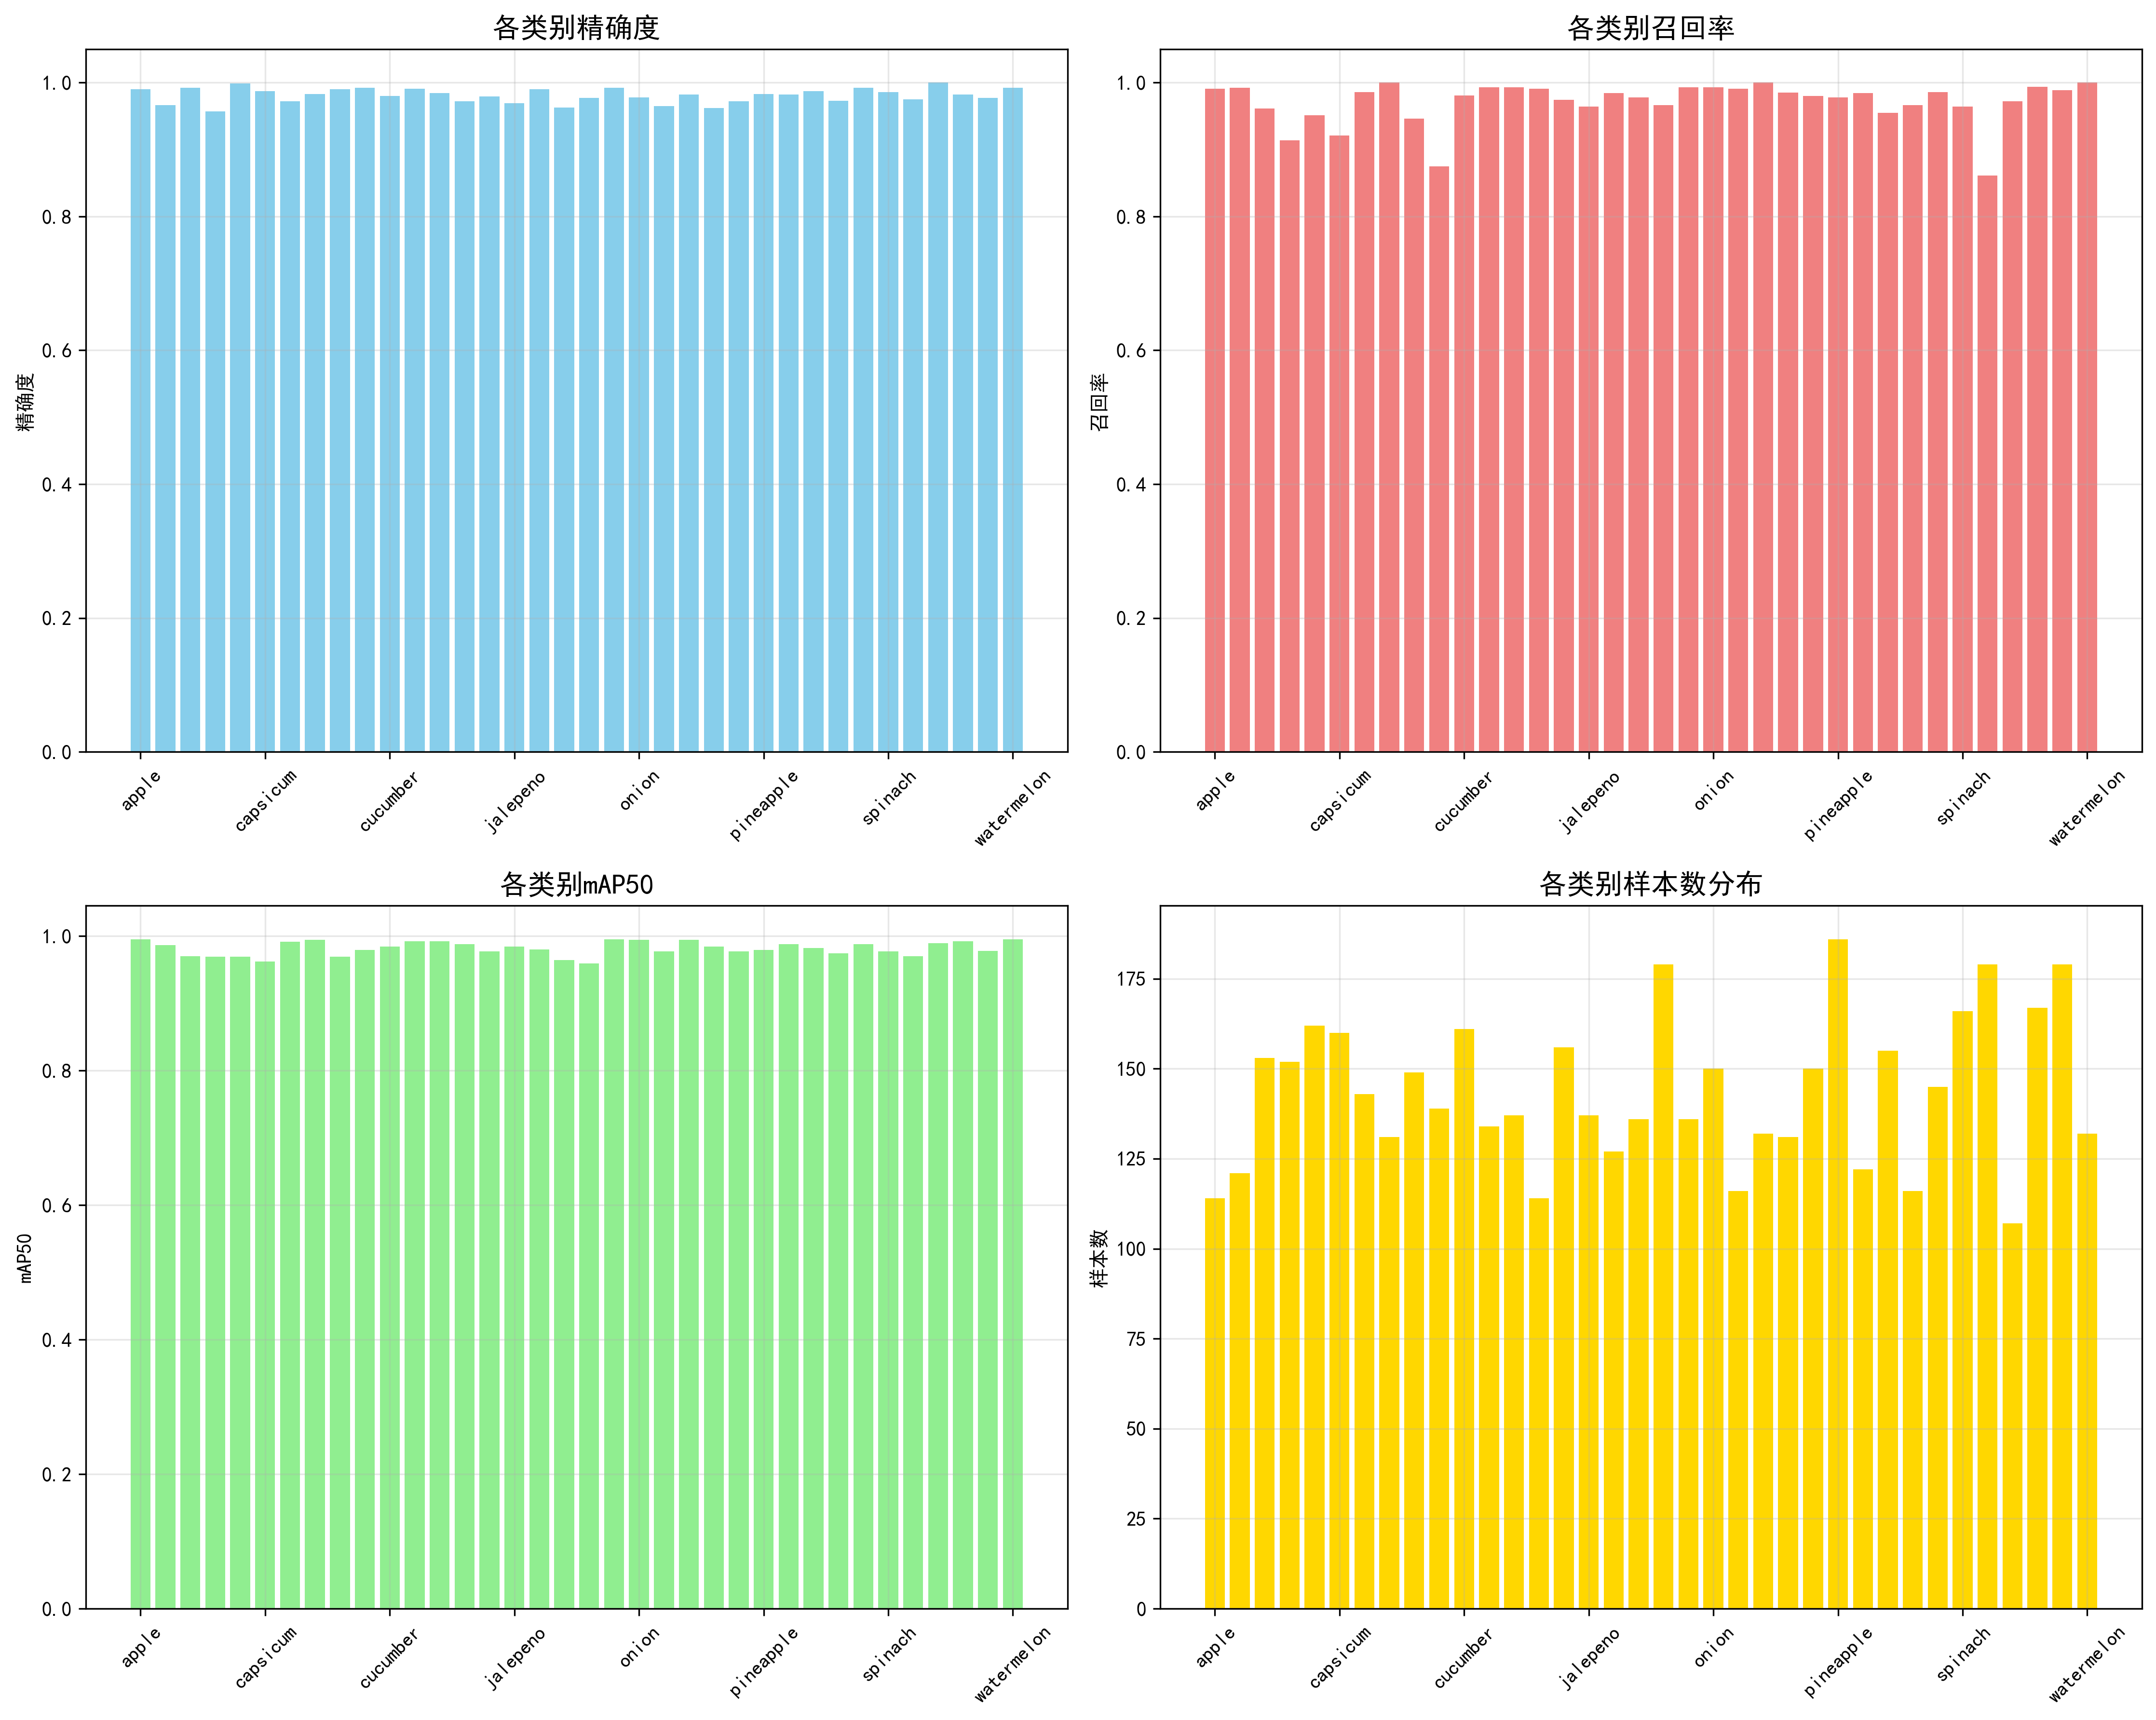 各类别精确度
精确度
1.0
0.8
0.6
0.4
0.2
0.0
apple
capsicum
cucumber
jalepeno
onion
pineapple
spinach
watermelon
各类别召回率
召回率
1.0
0.8
0.6
0.4
0.2
0.0
apple
capsicum
cucumber
jalepeno
onion
pineapple
spinach
watermelon
各类别mAP50
mAP50
1.0
0.8
0.6
0.4
0.2
0.0
apple
capsicum
cucumber
jalepeno
onion
pineapple
spinach
watermelon
各类别样本数分布
样本数
175
150
125
100
75
50
25
0
apple
capsicum
cucumber
jalepeno
onion
pineapple
spinach
watermelon